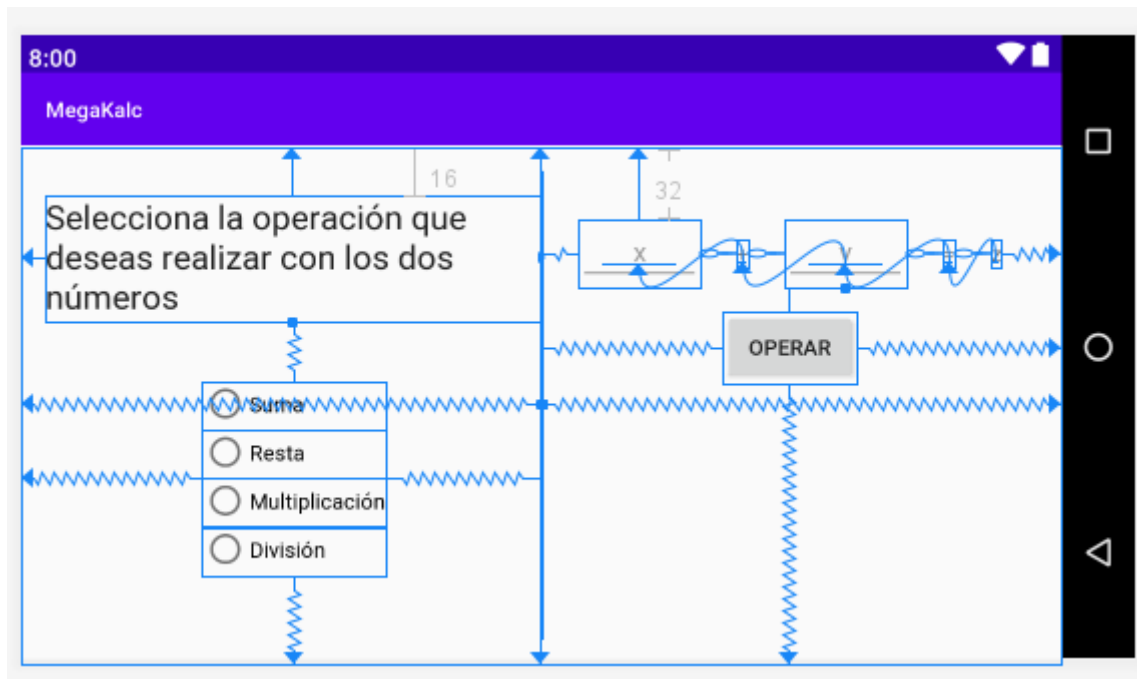 8:00
MegaKalc
16
32
Selecciona la operación que
deseas realizar con los dos
números
x
y
OPERAR
Suma
Resta
Multiplicación
División